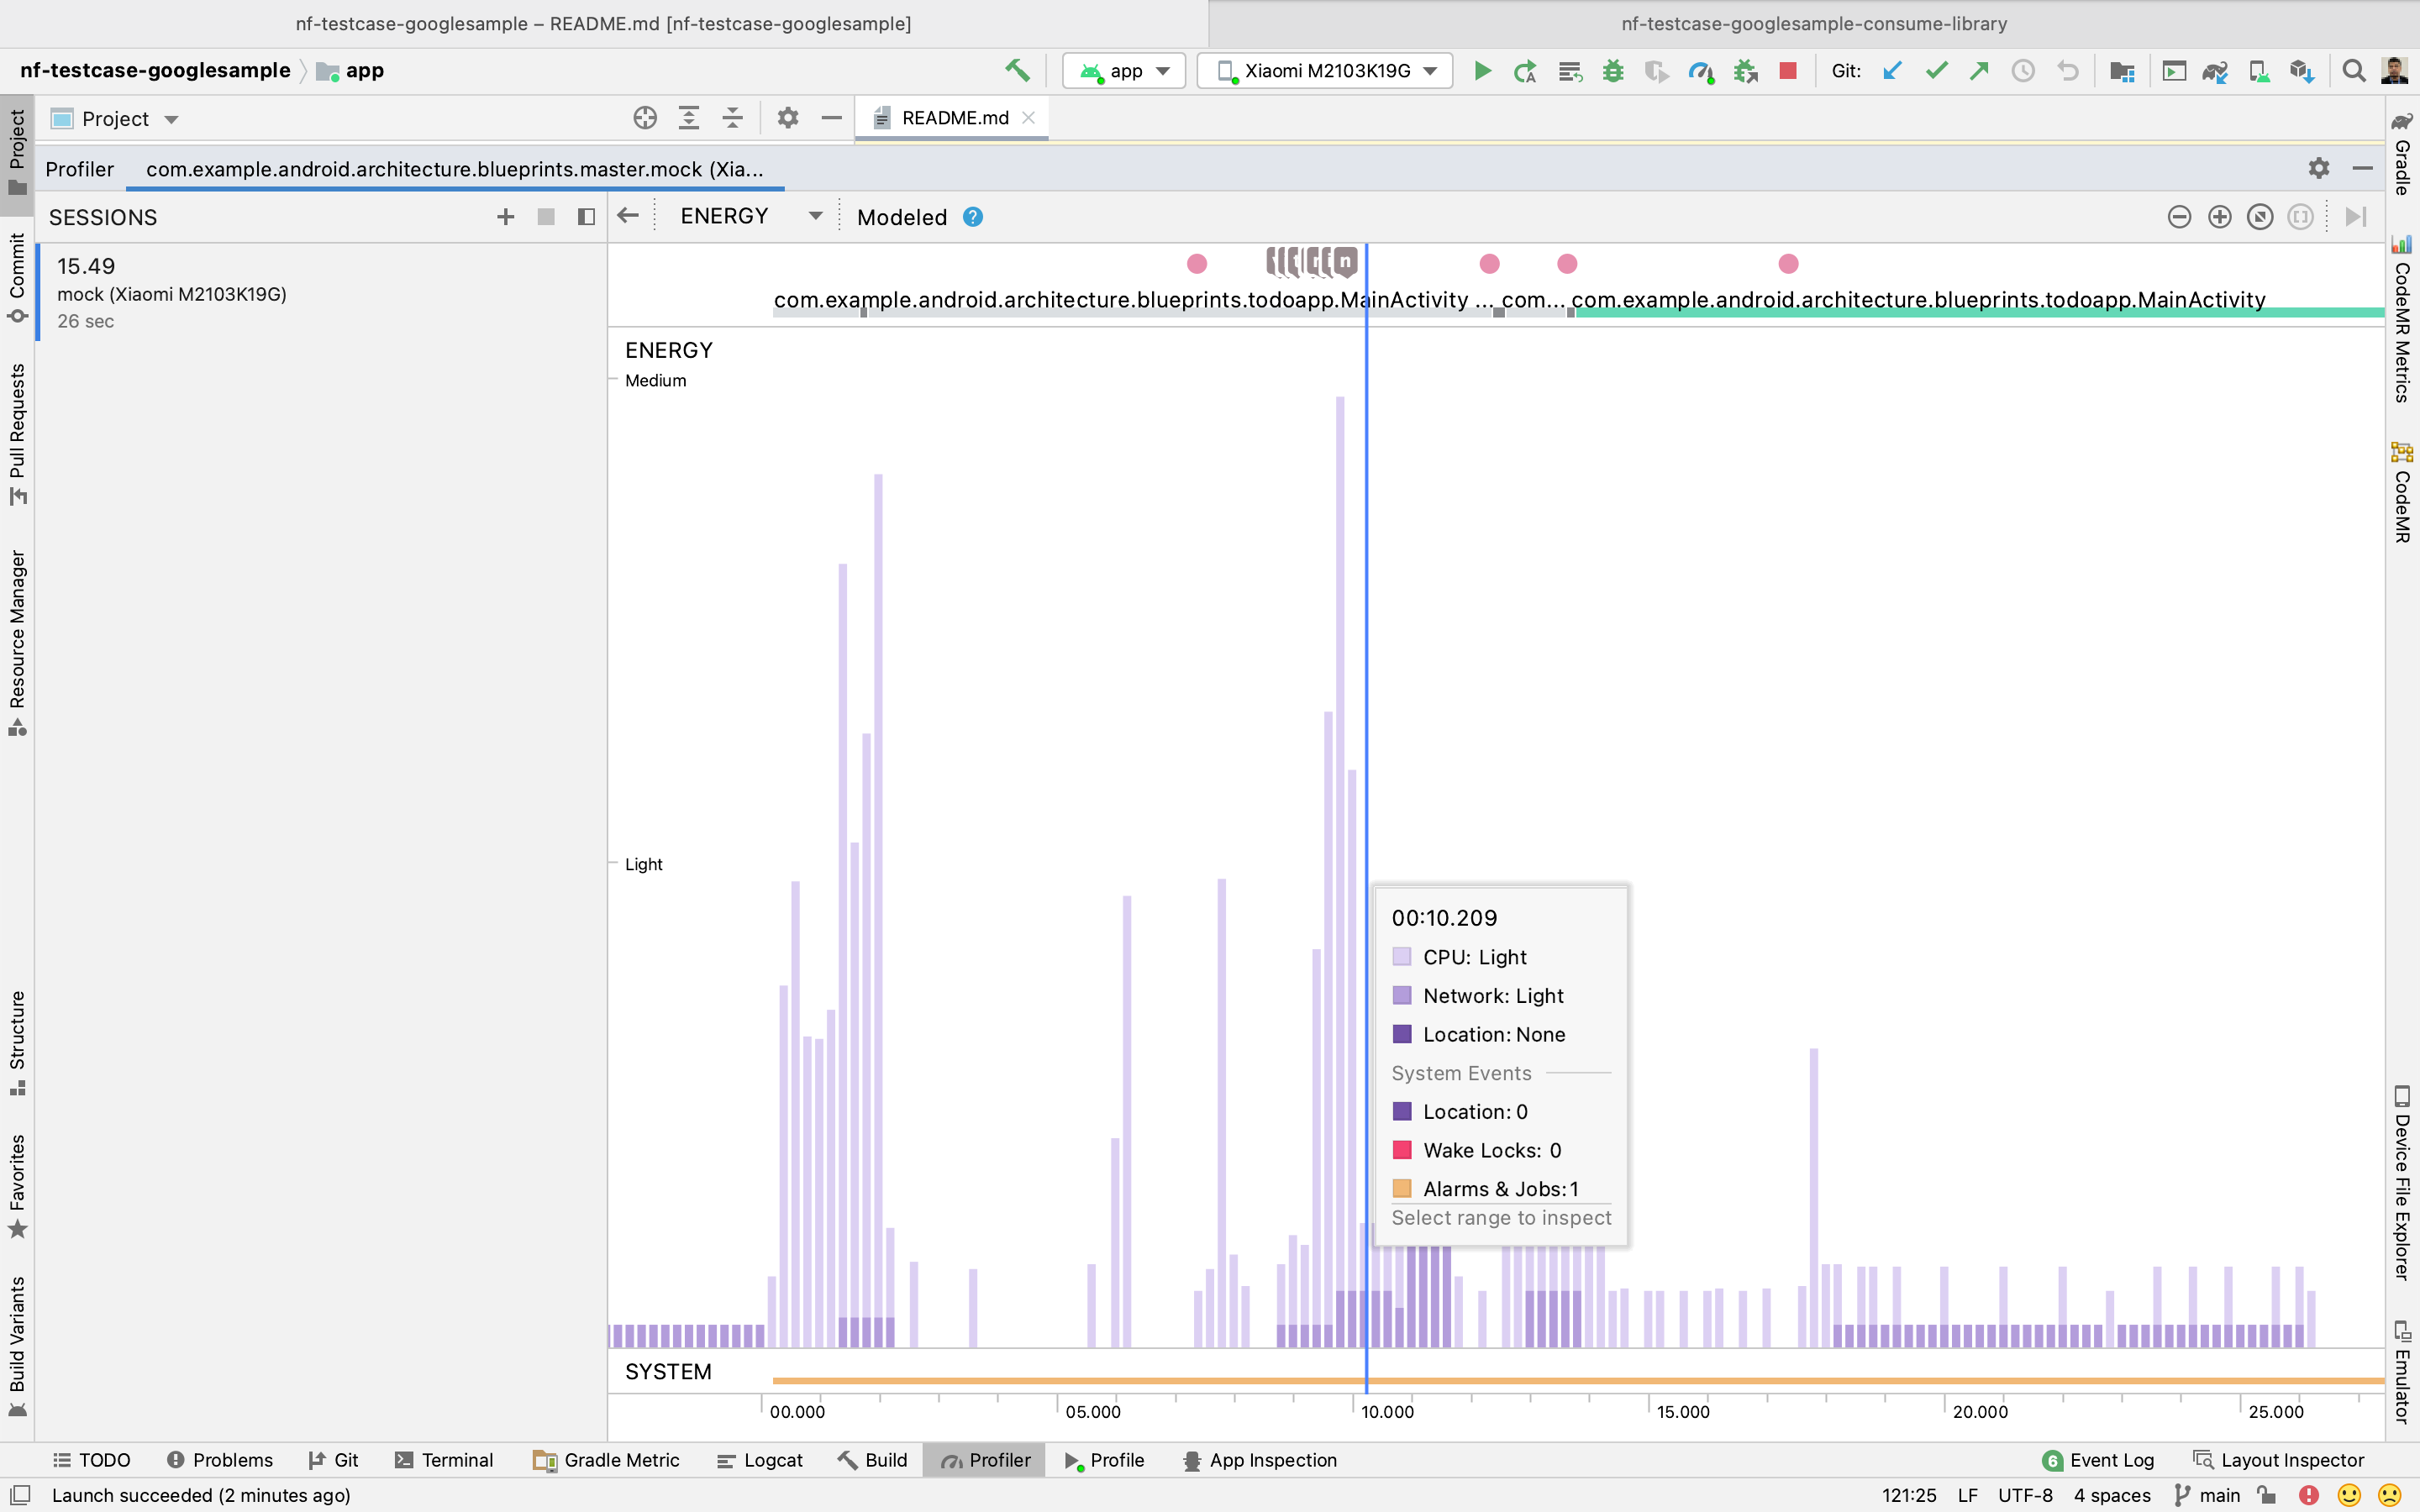 nf-testcase-googlesample – README.md [nf-testcase-googlesample]
nf-testcase-googlesample-consume-library
nf-testcase-googlesample
app
app
Xiaomi M2103K19G
Git:
Project
README.md
Profiler
com.example.android.architecture.blueprints.master.mock (Xia...
SESSIONS
ENERGY
Modeled
15.49
mock (Xiaomi M2103K19G)
26 sec
com.example.android.architecture.blueprints.todoapp.MainActivity ... com... com.example.android.architecture.blueprints.todoapp.MainActivity
ENERGY
Medium
Light
00:10.209
CPU: Light
Network: Light
Location: None
System Events
Location: 0
Wake Locks: 0
Alarms & Jobs: 1
Select range to inspect
SYSTEM
00.000
05.000
10.000
15.000
20.000
25.000
Project
Commit
Pull Requests
Resource Manager
Structure
Favorites
Build Variants
Gradle
CodeMR Metrics
CodeMR
Device File Explorer
Emulator
TODO
Problems
Git
Terminal
Gradle Metric
Logcat
Build
Profiler
Profile
App Inspection
6
Event Log
Layout Inspector
Launch succeeded (2 minutes ago)
121:25
LF
UTF-8
4 spaces
main